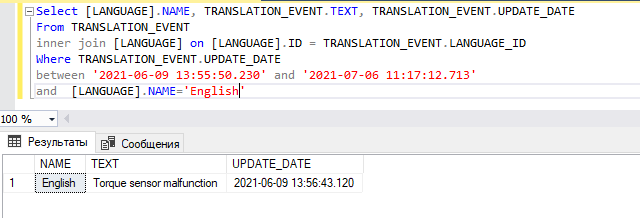 Select [LANGUAGE].NAME, TRANSLATION_EVENT.TEXT, TRANSLATION_EVENT.UPDATE_DATE
From TRANSLATION_EVENT
inner join [LANGUAGE] on [LANGUAGE].ID = TRANSLATION_EVENT.LANGUAGE_ID
Where TRANSLATION_EVENT.UPDATE_DATE
between '2021-06-09 13:55:50.230' and '2021-07-06 11:17:12.713'
and  [LANGUAGE].NAME='English'
100 %
Результаты Сообщения
NAME TEXT UPDATE_DATE
1 English Torque sensor malfunction 2021-06-09 13:56:43.120